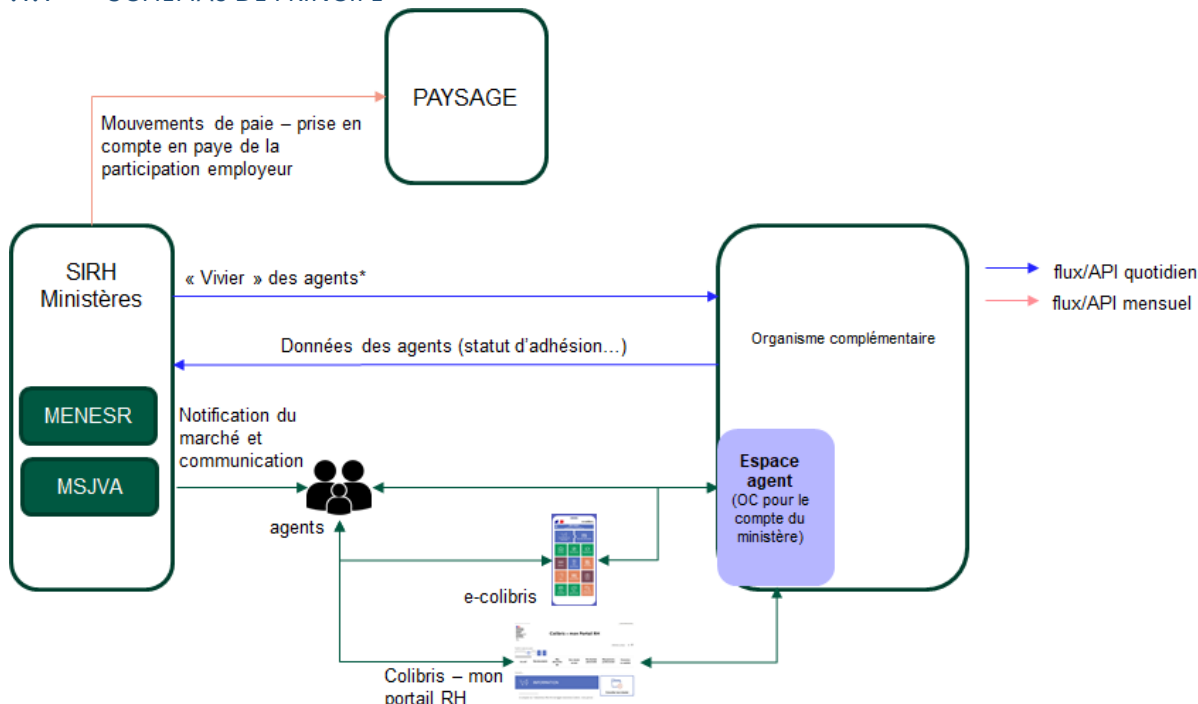 PAYSAGE
Mouvements de paie – prise en
compte en paye de la
participation employeur
SIRH
Ministères
« Vivier » des agents*
flux/API quotidien
flux/API mensuel
Organisme complémentaire
Données des agents (statut d’adhésion…)
MENESR
Notification du
marché et
communication
MSJVA
Espace
agent
(OC pour le
compte du
ministère)
agents
e-colibris
Colibris – mon Portail RH
INFORMATION
Colibris – mon
portail RH